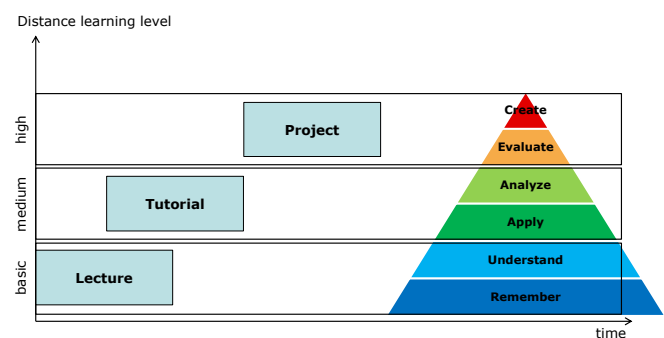 Distance learning level
high
Project
Create
Evaluate
medium
Tutorial
Analyze
Apply
basic
Lecture
Understand
Remember
time